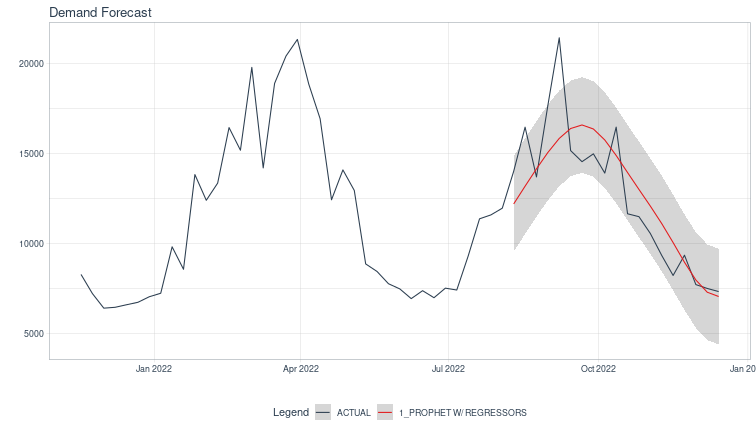 Demand Forecast
20000
15000
10000
5000
Jan 2022
Apr 2022
Jul 2022
Oct 2022
Jan 20
Legend
ACTUAL
1_PROPHET W/ REGRESSORS